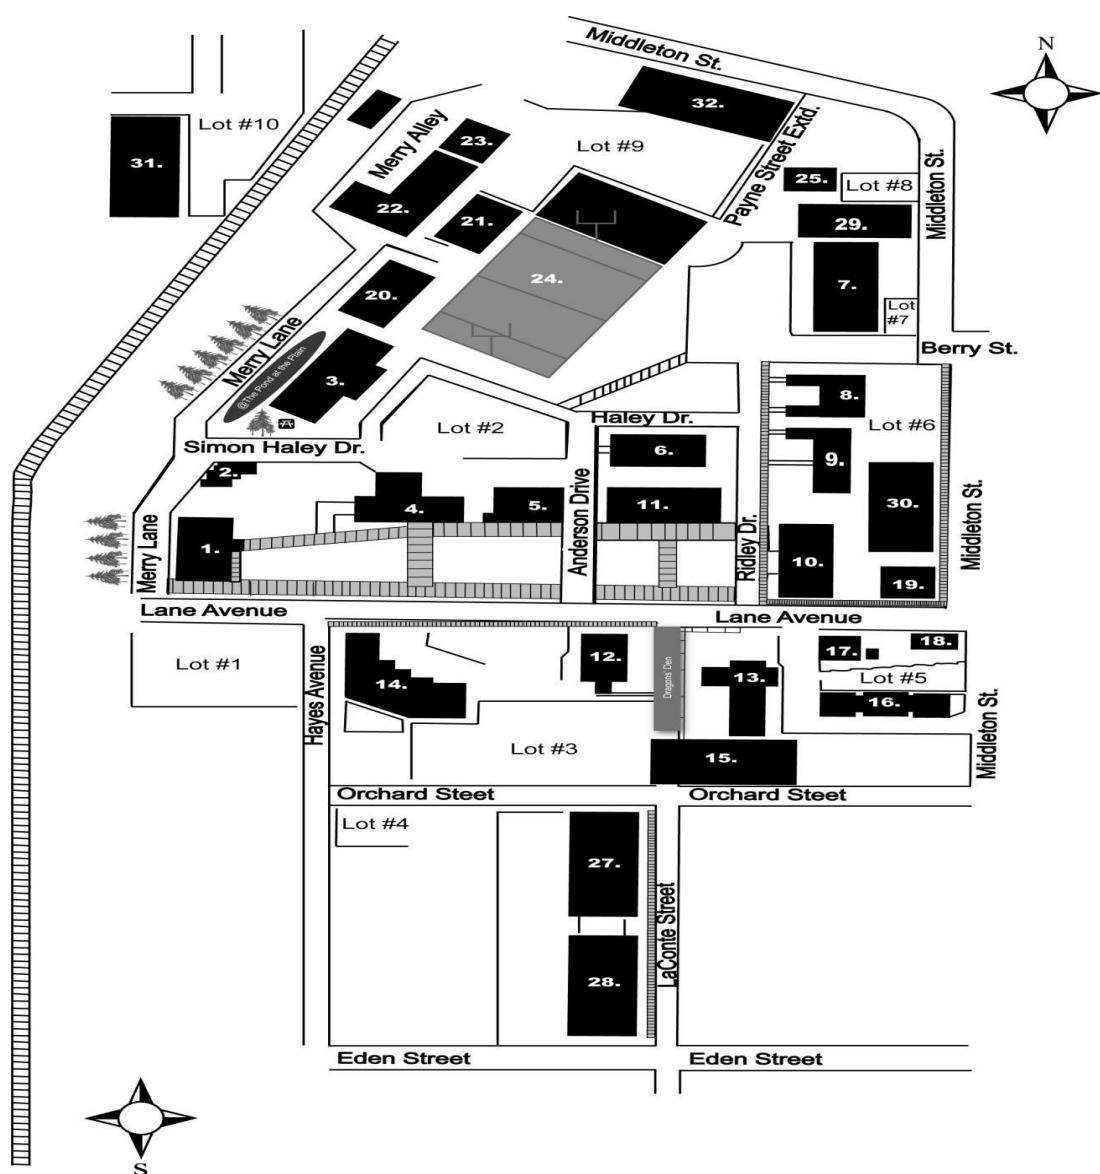 Middleton St.
N
32.
Lot #10
31.
Merry Alley
23.
Lot #9
Payne Street Extd.
25.
Lot #8
Middleton St.
22.
21.
29.
24.
20.
7.
Lot
#7
Merry Lane
@The Pond at the Plain
3.
Berry St.
8.
Lot #2
Haley Dr.
Lot #6
Simon Haley Dr.
6.
9.
2.
4.
5.
11.
30.
Anderson Drive
Ridley Dr.
Middleton St.
1.
Merry Lane
10.
19.
Lane Avenue
Lane Avenue
Lot #1
12.
17.
18.
Dragons' Den
13.
Lot #5
14.
16.
Hayes Avenue
Lot #3
15.
Middleton St.
Orchard Steet
Orchard Steet
Lot #4
27.
LaConte Street
28.
Eden Street
Eden Street
S